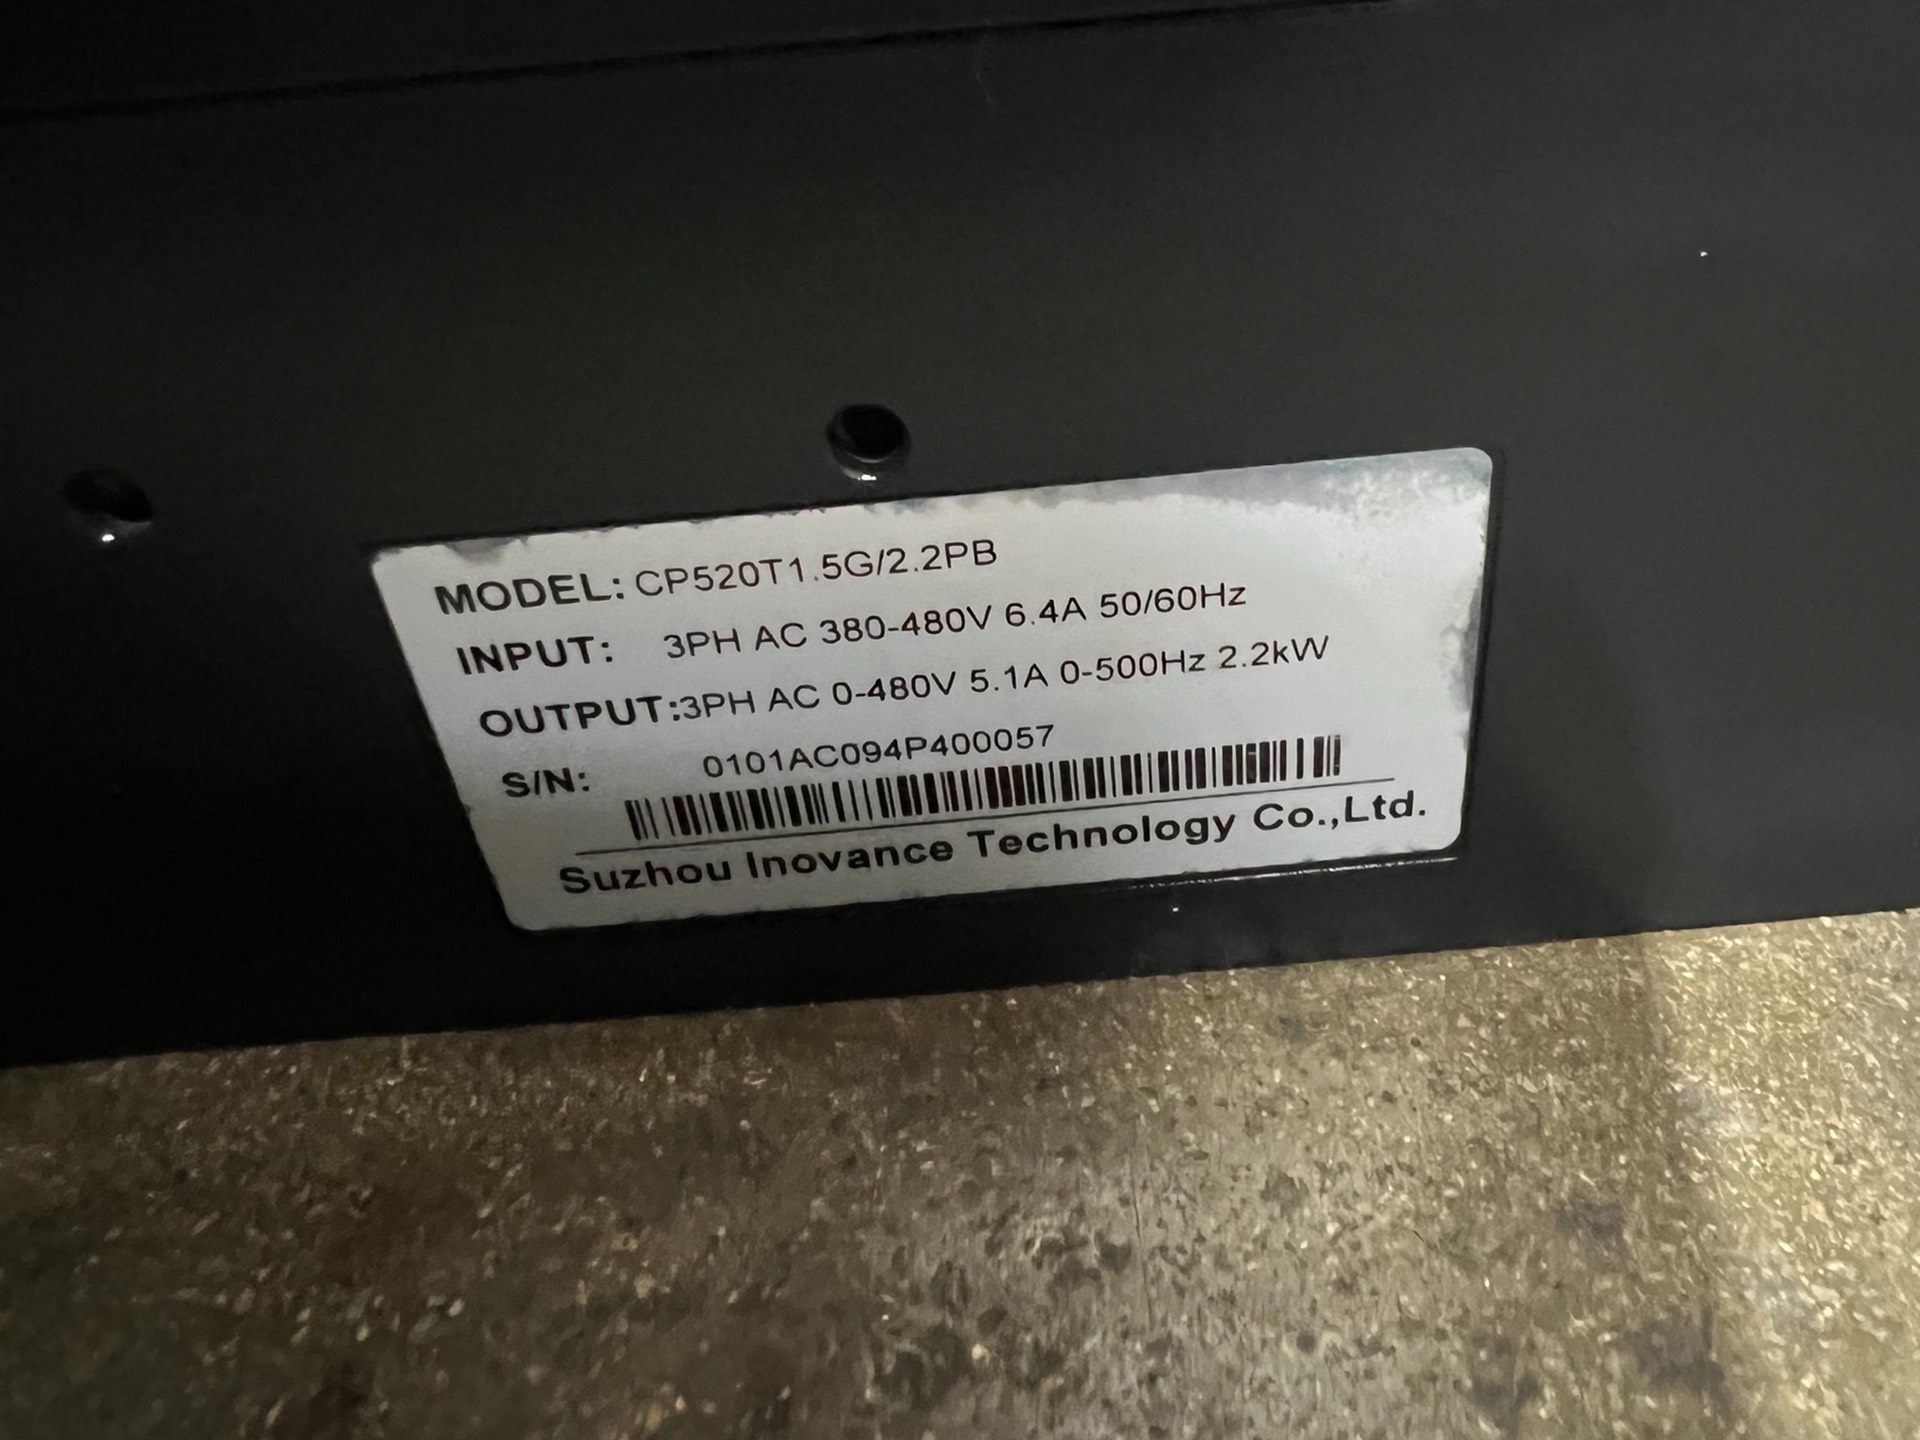 MODEL: CP520T1.5G/2.2PB
INPUT: 3PH AC 380-480V 6.4A 50/60Hz
OUTPUT:3PH AC 0-480V 5.1A 0-500Hz 2.2kW
S/N: 0101AC094P400057
Suzhou Inovance Technology Co.,Ltd.